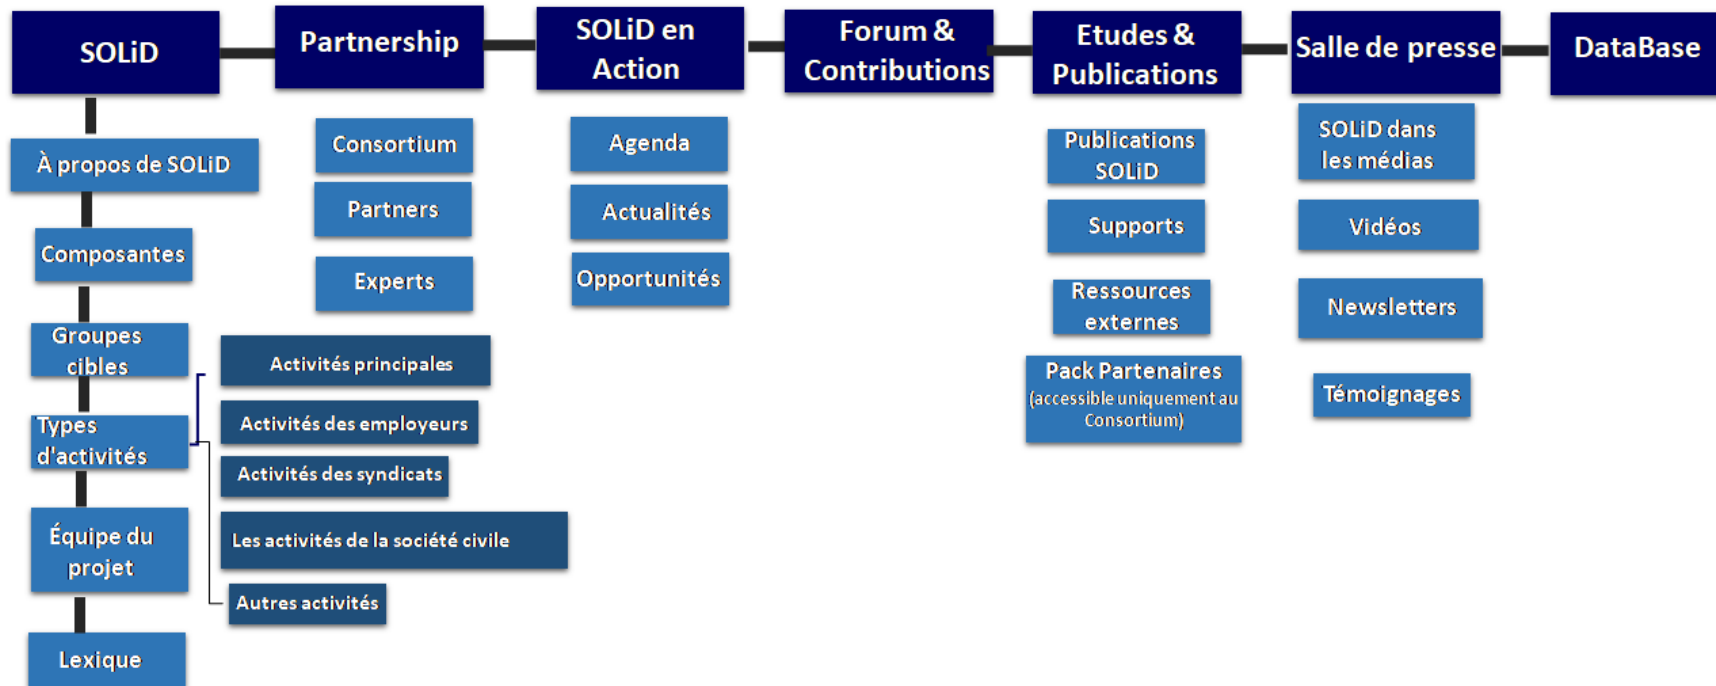 SOLiD
Partnership
SOLiD en
Action
Forum &
Contributions
Etudes &
Publications
Salle de presse
DataBase
À propos de SOLiD
Composantes
Groupes
cibles
Types
d'activités
Équipe du
projet
Lexique
Activités principales
Activités des employeurs
Activités des syndicats
Les activités de la société civile
Autres activités
Consortium
Partners
Experts
Agenda
Actualités
Opportunités
Publications
SOLiD
Supports
Ressources
externes
Pack Partenaires
(accessible uniquement au
Consortium)
SOLiD dans
les médias
Vidéos
Newsletters
Témoignages